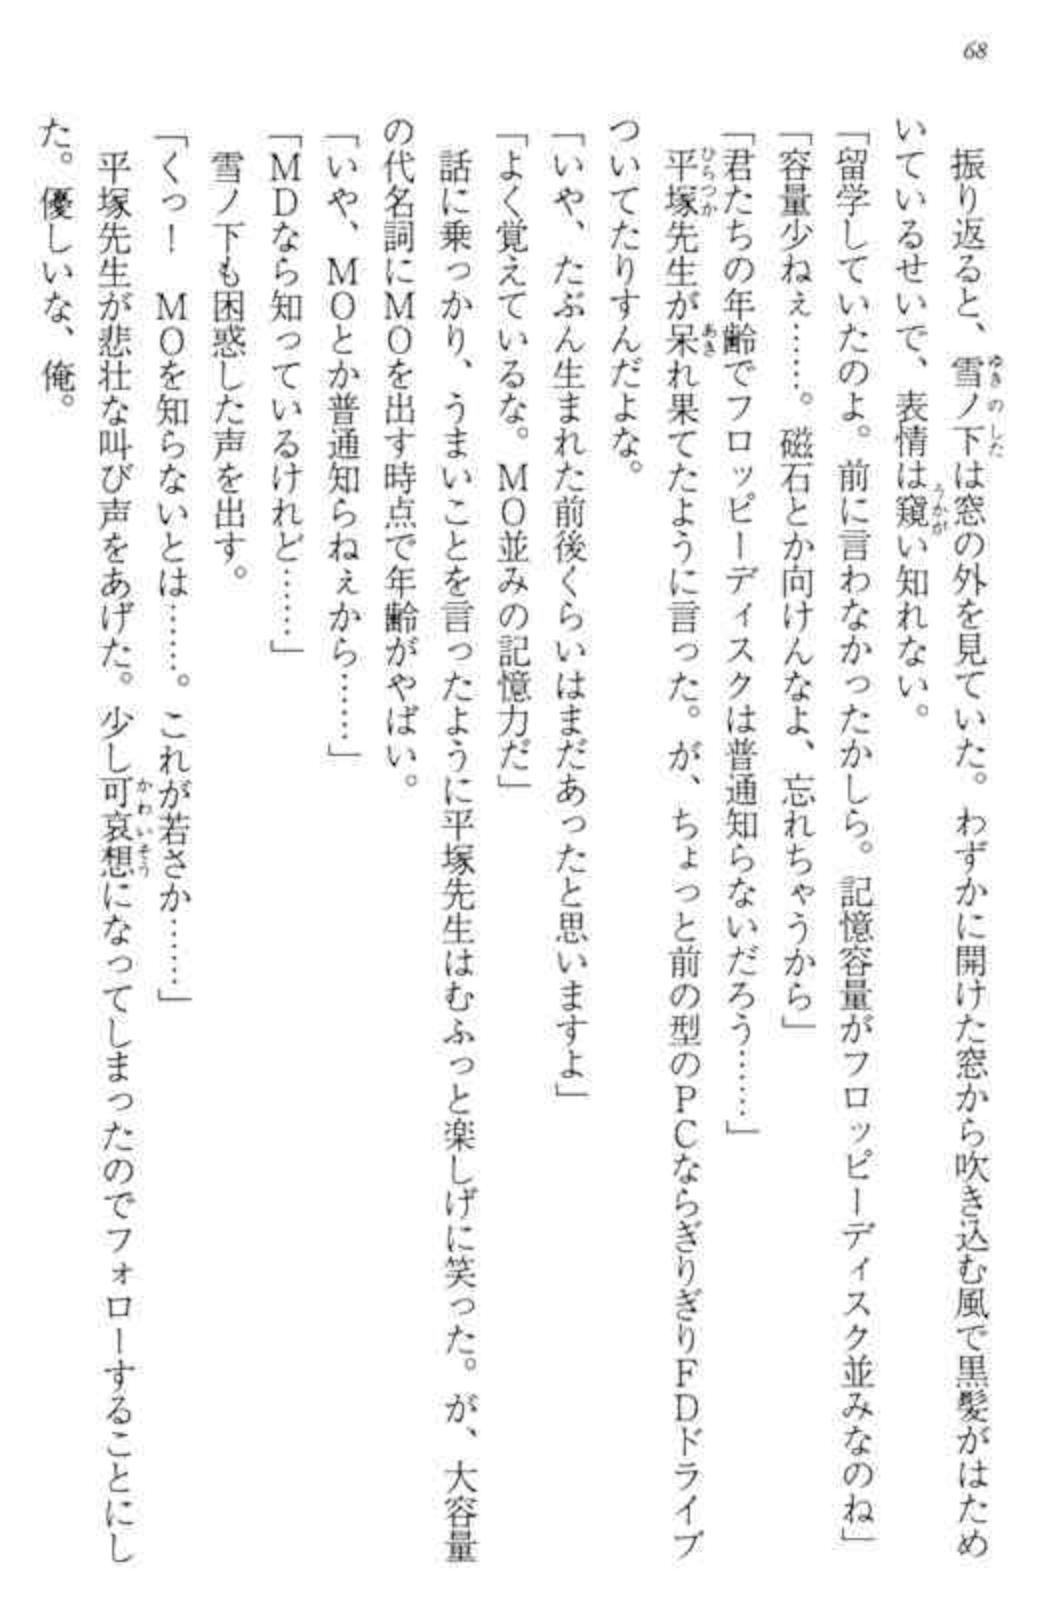 68
振り返ると、雪ノ下は窓の外を見ていた。わずかに開けた窓から吹き込む風で黒髪がはため
いているせいで、表情は窺い知れない。
「留学していたのよ。前に言わなかったかしら。記憶容量がフロッピーディスク並みなのね」
「容量少ねぇ……。磁石とか向けんなよ、忘れちゃうから」
「君たちの年齢でフロッピーディスクは普通知らないだろう……」
平塚先生が呆れ果てたように言った。が、ちょっと前の型のPCならぎりぎりFDドライブ
ついてたりすんだよな。
「いや、たぶん生まれた前後くらいはまだあったと思いますよ」
「よく覚えているな。MO並みの記憶力だ」
話に乗っかり、うまいことを言ったように平塚先生はむふっと楽しげに笑った。が、大容量
の代名詞にMOを出す時点で年齢がやばい。
「いや、MOとか普通知らねぇから……」
「MDなら知っているけれど……」
雪ノ下も困惑した声を出す。
「くっ！　MOを知らないとは……。これが若さか……」
平塚先生が悲壮な叫び声をあげた。少し可哀想になってしまったのでフォローすることにし
た。優しいな、俺。